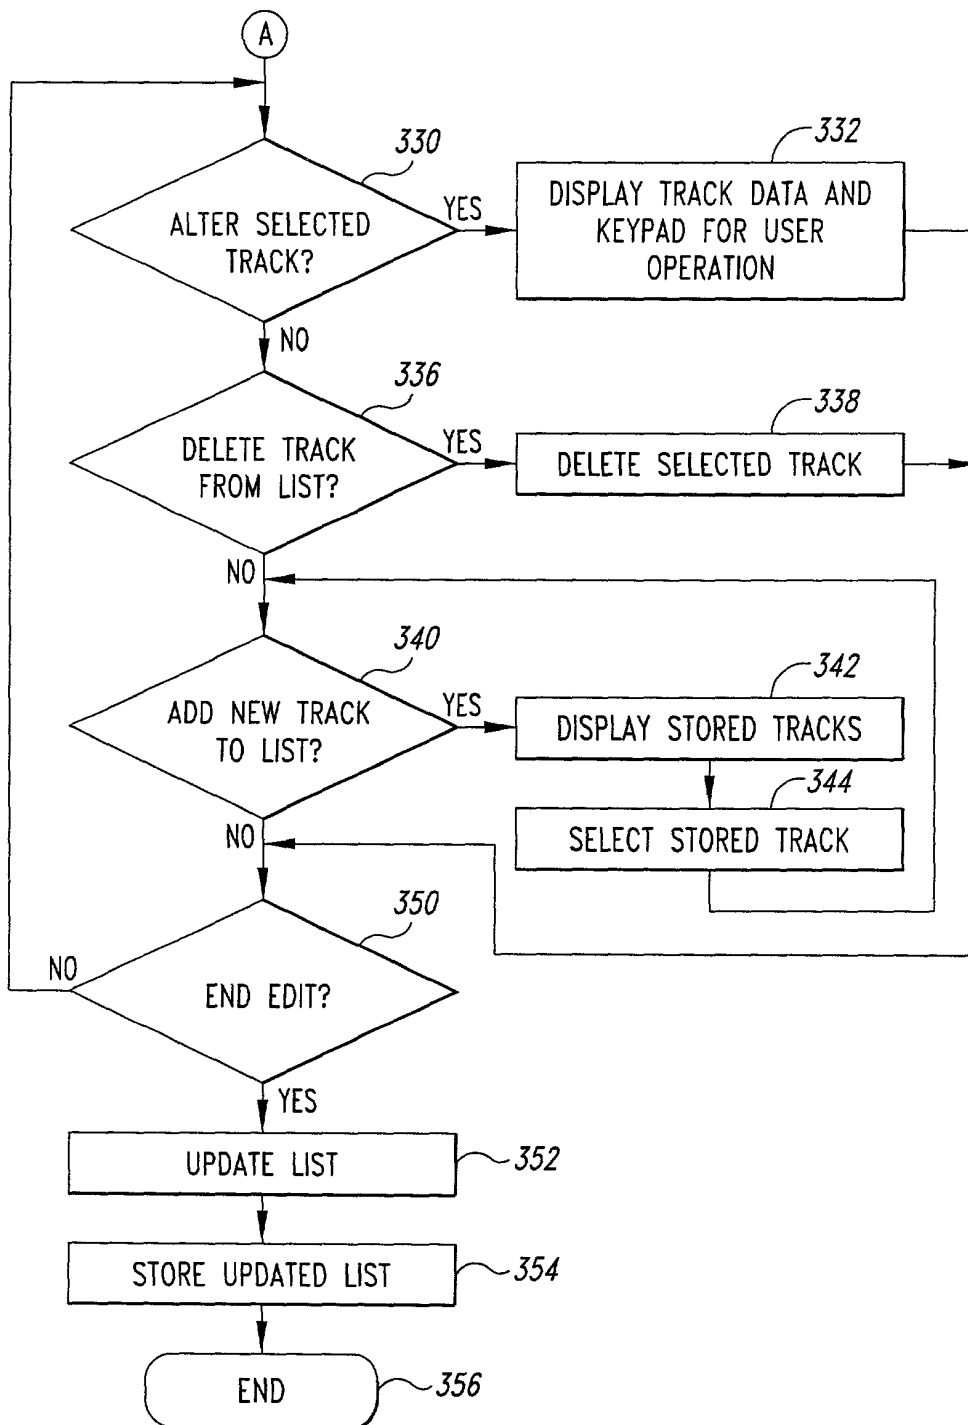 A
330
ALTER SELECTED
TRACK?
YES
332
DISPLAY TRACK DATA AND
KEYPAD FOR USER
OPERATION
NO
336
DELETE TRACK
FROM LIST?
YES
338
DELETE SELECTED TRACK
NO
340
ADD NEW TRACK
TO LIST?
YES
342
DISPLAY STORED TRACKS
344
SELECT STORED TRACK
NO
350
END EDIT?
NO
YES
UPDATE LIST
352
STORE UPDATED LIST
354
END
356